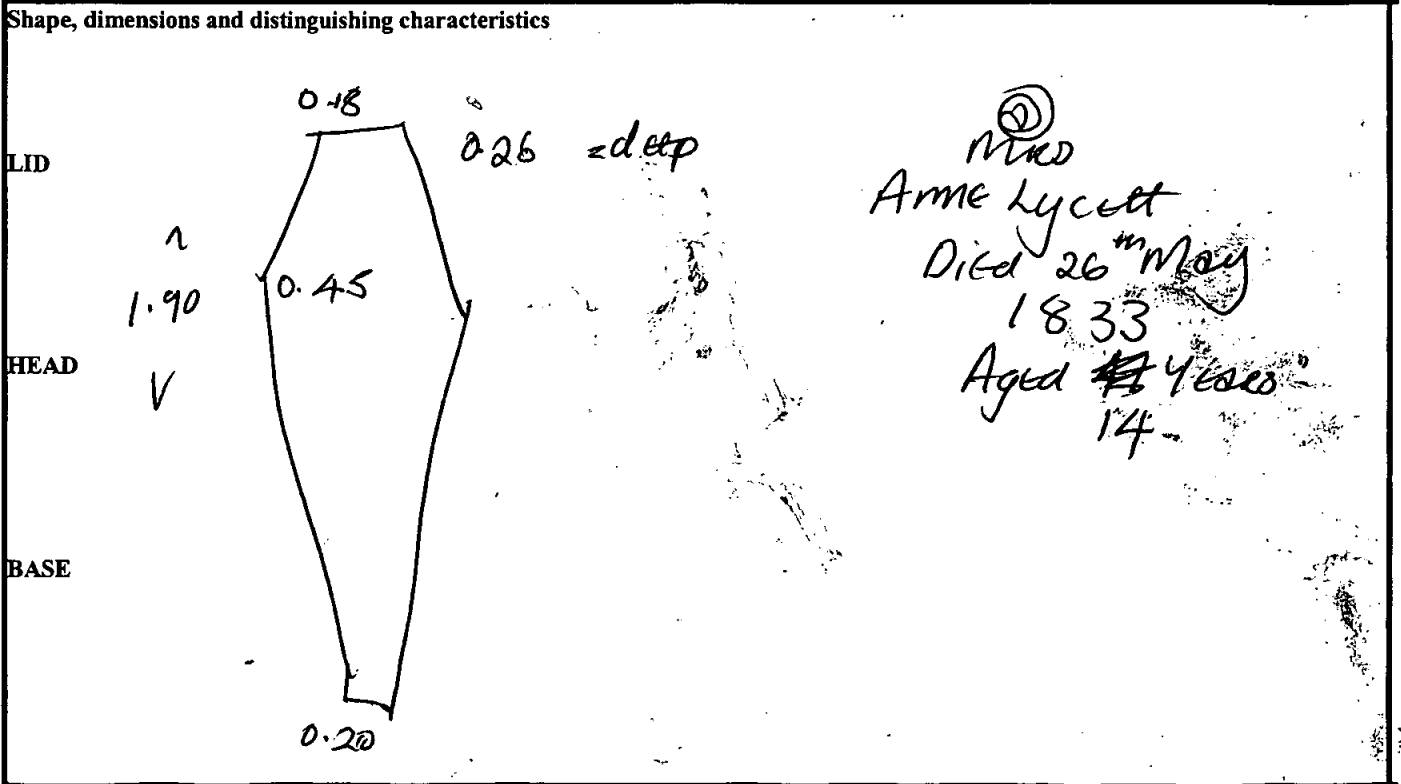 Shape, dimensions and distinguishing characteristics
0.18
0.26 = deep
LID
1.90
0.45
HEAD
BASE
0.20
Mrs
Anne Lycett
Died 26th May
1833
Aged Years
14